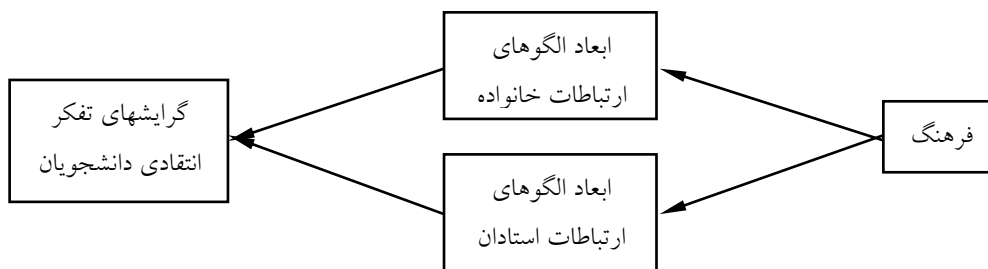 فرهنگ
ابعاد الگوهای
ارتباطات خانواده
ابعاد الگوهای
ارتباطات استادان
گرایشهای تفکر
انتقادی دانشجویان